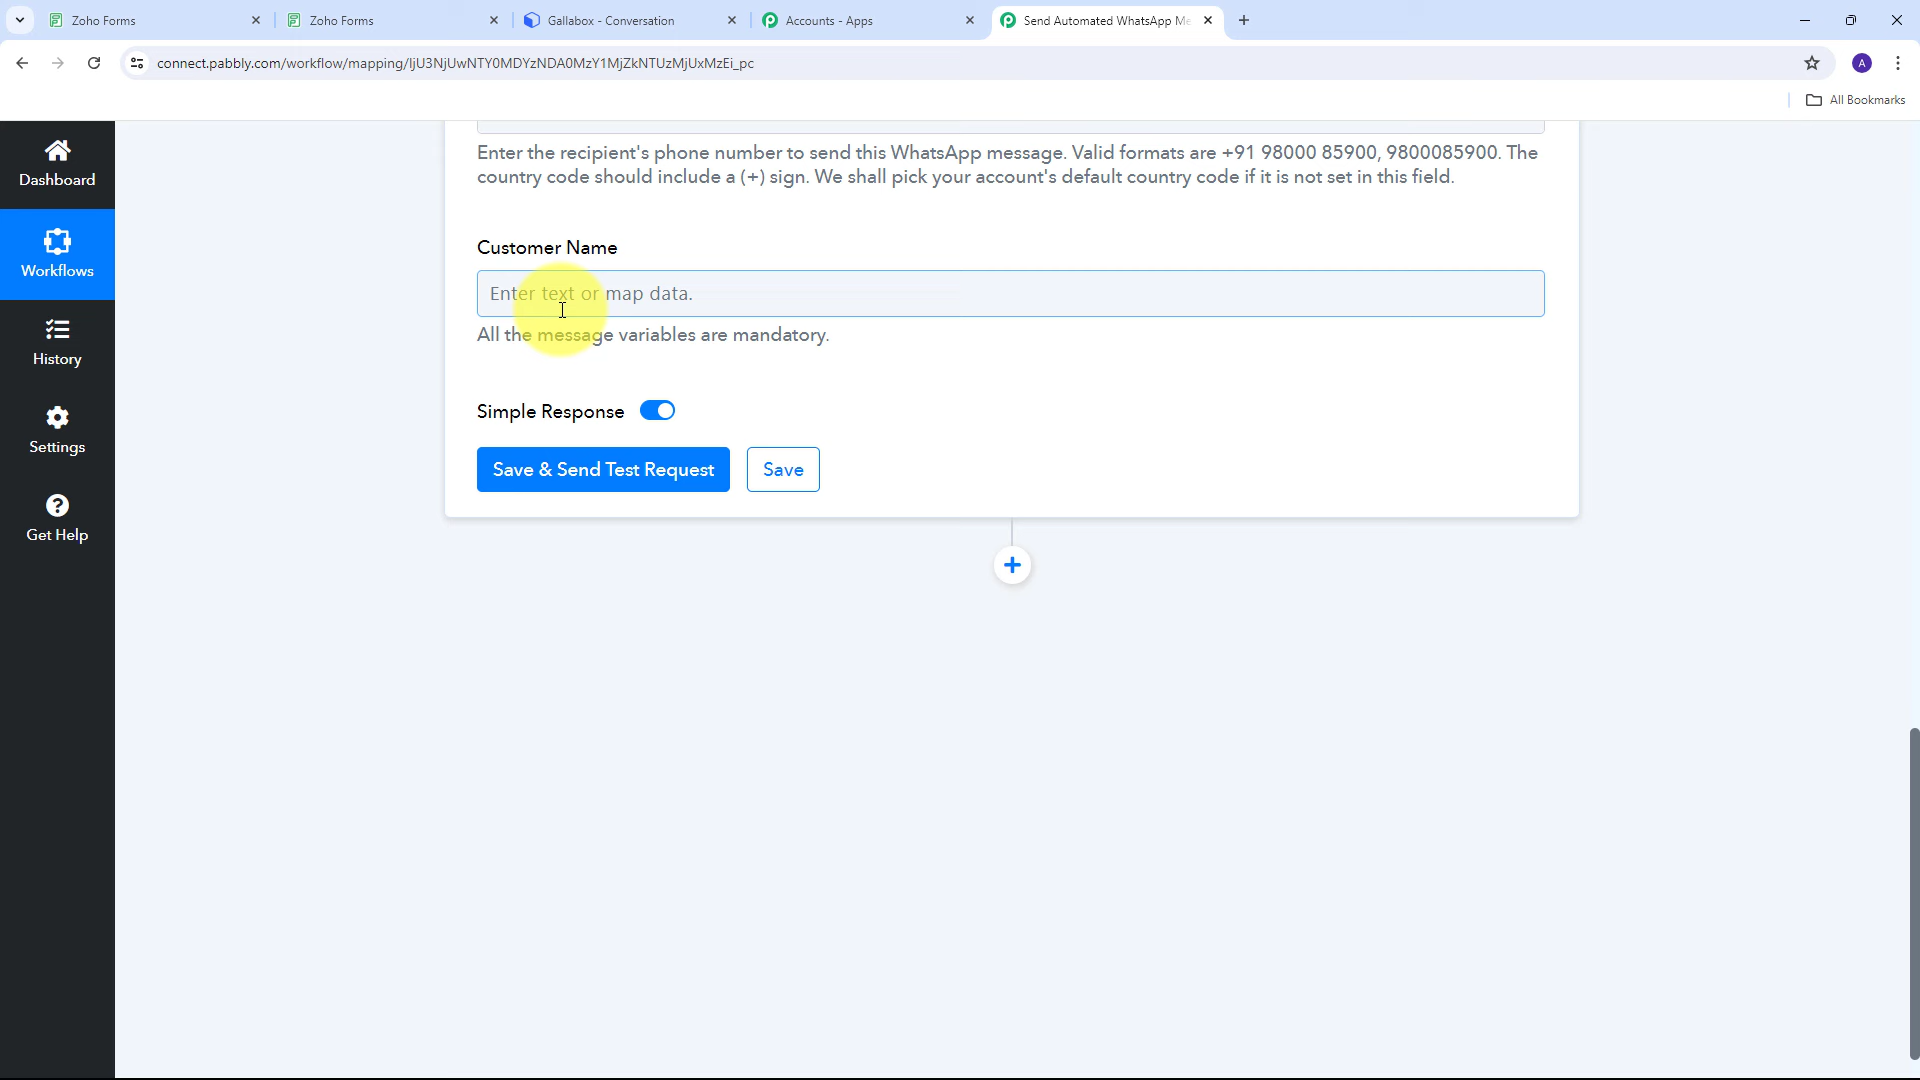 Zoho Forms
Zoho Forms
Gallabox - Conversation
Accounts - Apps
Send Automated WhatsApp Me
connect.pabbly.com/workflow/mapping/IjU3NjUwNTY0MDYzNDA0MzY1MjZkNTUzMjUxMzEi_pc
A
All Bookmarks
Dashboard
Workflows
History
Settings
Get Help
Enter the recipient's phone number to send this WhatsApp message. Valid formats are +91 98000 85900, 9800085900. The
country code should include a (+) sign. We shall pick your account's default country code if it is not set in this field.
Customer Name
Enter text or map data.
All the message variables are mandatory.
Simple Response
Save & Send Test Request
Save